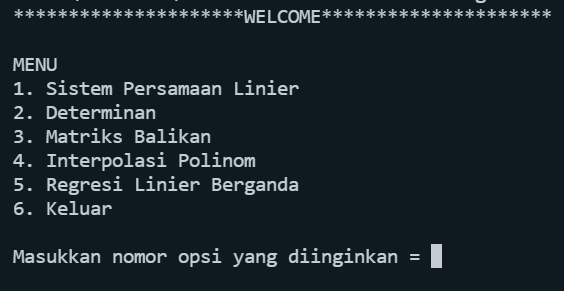 *********************WELCOME*********************
MENU
1. Sistem Persamaan Linier
2. Determinan
3. Matriks Balikan
4. Interpolasi Polinom
5. Regresi Linier Berganda
6. Keluar
Masukkan nomor opsi yang diinginkan =